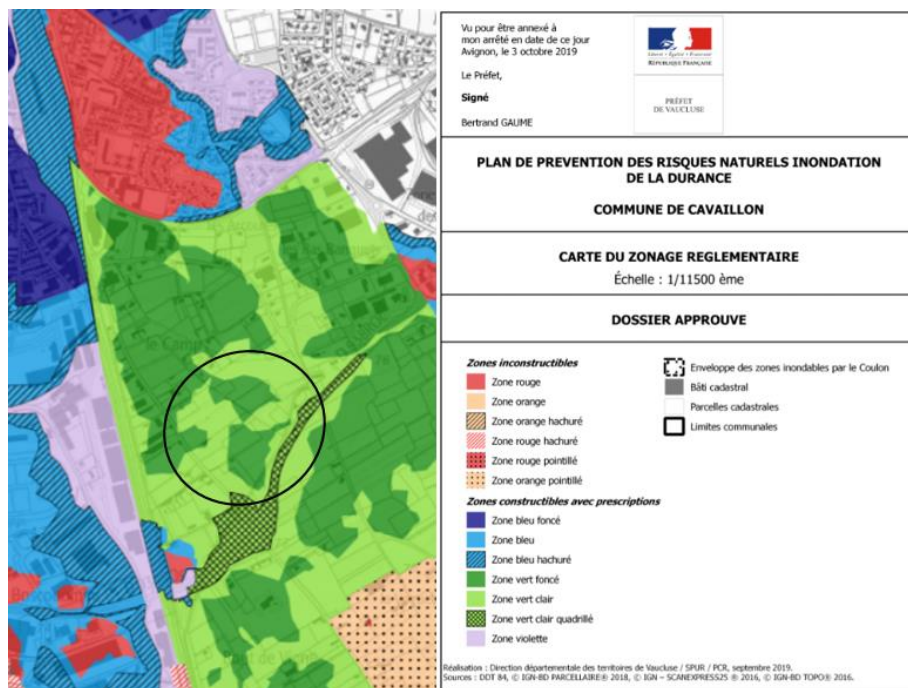 Vu pour être annexé à
mon arrêté en date de ce jour
Avignon, le 3 octobre 2019
Le Préfet,
Signé
Bertrand GAUME
Liberté • Égalité • Fraternité
RÉPUBLIQUE FRANÇAISE
PRÉFET
DE VAUCLUSE
PLAN DE PREVENTION DES RISQUES NATURELS INONDATION
DE LA DURANCE
COMMUNE DE CAVAILLON
CARTE DU ZONAGE REGLEMENTAIRE
Échelle : 1/11500 ème
DOSSIER APPROUVE
Zones inconstructibles
Zone rouge
Zone orange
Zone orange hachuré
Zone rouge hachuré
Zone rouge pointillé
Zone orange pointillé
Zones constructibles avec prescriptions
Zone bleu foncé
Zone bleu
Zone bleu hachuré
Zone vert foncé
Zone vert clair
Zone vert clair quadrillé
Zone violette
Enveloppe des zones inondables par le Coulon
Bâti cadastral
Parcelles cadastrales
Limites communales
Réalisation : Direction départementale des territoires de Vaucluse / SPUR / PCR, septembre 2019.
Sources : DDT 84, © IGN-BD PARCELLAIRE® 2018, © IGN – SCANEXPRESS25 ® 2016, © IGN-BD TOPO® 2016.